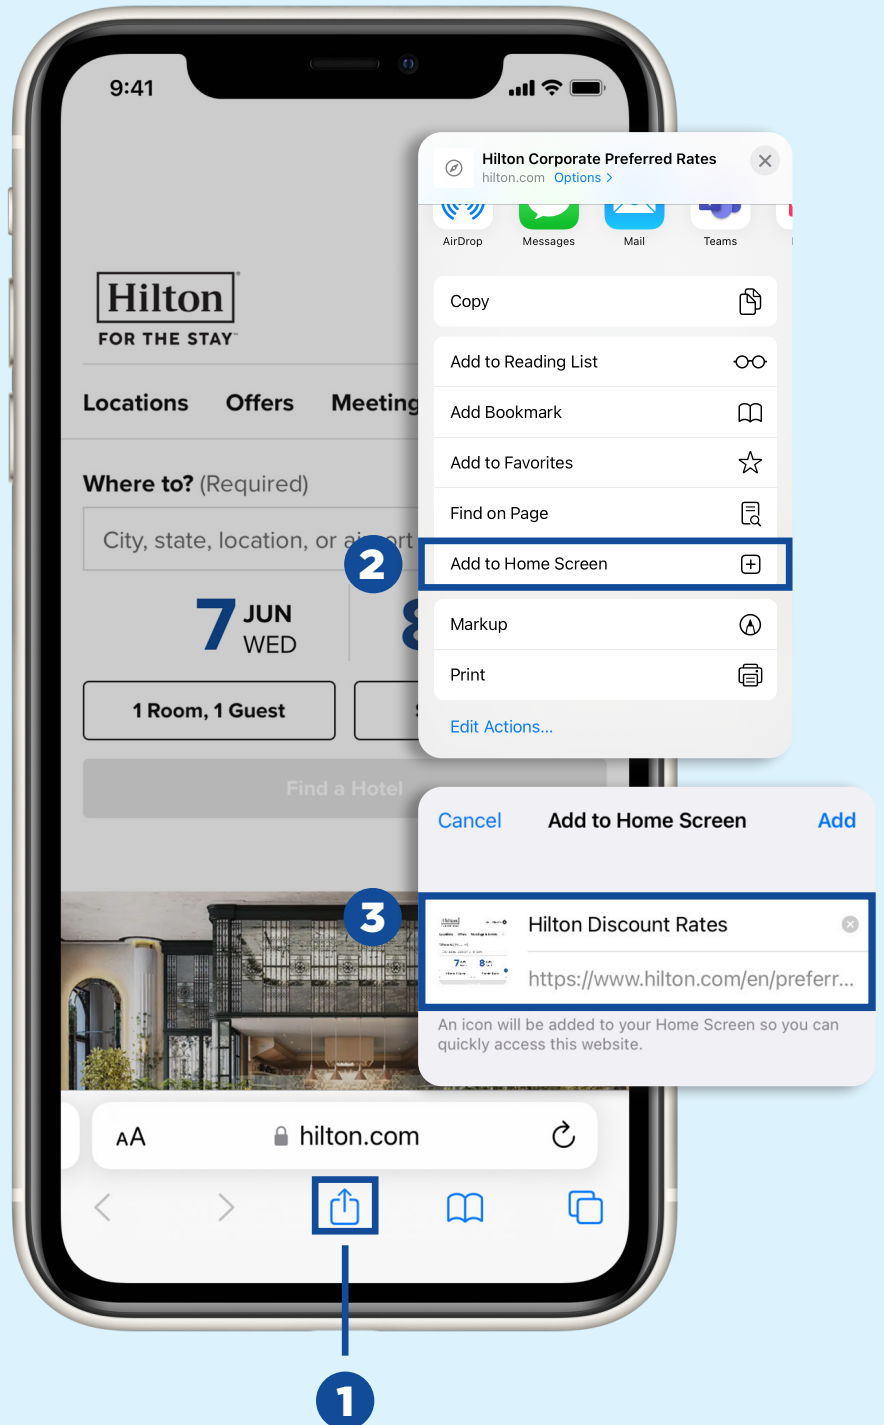 9:41
Hilton
FOR THE STAY
Locations Offers Meeting
Where to? (Required)
City, state, location, or airport
7 JUN
WED
8
1 Room, 1 Guest
Find a Hotel
AA hilton.com
1
Hilton Corporate Preferred Rates
hilton.com Options >
AirDrop Messages Mail Teams
Copy
Add to Reading List
Add Bookmark
Add to Favorites
Find on Page
2
Add to Home Screen
Markup
Print
Edit Actions...
Cancel Add to Home Screen Add
3
Hilton Discount Rates
https://www.hilton.com/en/preferr...
An icon will be added to your Home Screen so you can
quickly access this website.